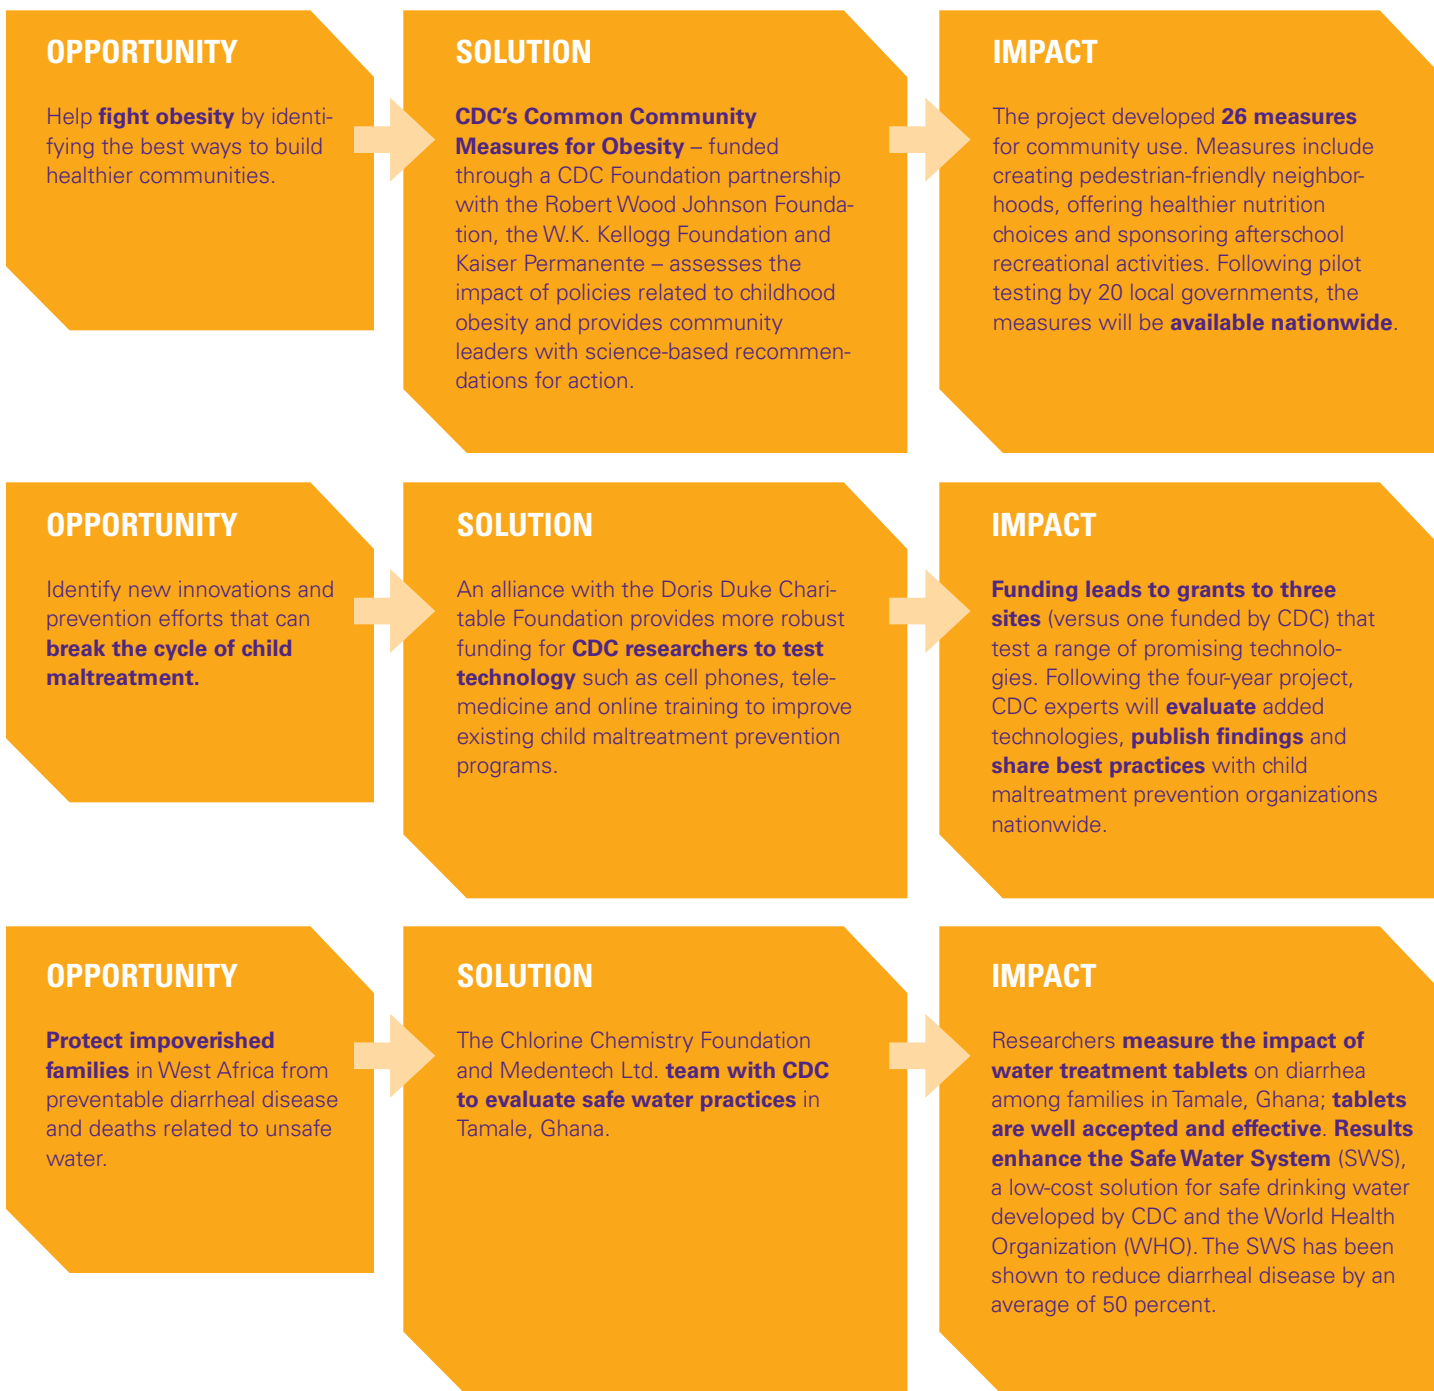 OPPORTUNITY
Help fight obesity by identi-
fying the best ways to build
healthier communities.
SOLUTION
CDC’s Common Community
Measures for Obesity – funded
through a CDC Foundation partnership
with the Robert Wood Johnson Founda-
tion, the W.K. Kellogg Foundation and
Kaiser Permanente – assesses the
impact of policies related to childhood
obesity and provides community
leaders with science-based recommen-
dations for action.
IMPACT
The project developed 26 measures
for community use. Measures include
creating pedestrian-friendly neighbor-
hoods, offering healthier nutrition
choices and sponsoring afterschool
recreational activities. Following pilot
testing by 20 local governments, the
measures will be available nationwide.
OPPORTUNITY
Identify new innovations and
prevention efforts that can
break the cycle of child
maltreatment.
SOLUTION
An alliance with the Doris Duke Chari-
table Foundation provides more robust
funding for CDC researchers to test
technology such as cell phones, tele-
medicine and online training to improve
existing child maltreatment prevention
programs.
IMPACT
Funding leads to grants to three
sites (versus one funded by CDC) that
test a range of promising technolo-
gies. Following the four-year project,
CDC experts will evaluate added
technologies, publish findings and
share best practices with child
maltreatment prevention organizations
nationwide.
OPPORTUNITY
Protect impoverished
families in West Africa from
preventable diarrheal disease
and deaths related to unsafe
water.
SOLUTION
The Chlorine Chemistry Foundation
and Medentech Ltd. team with CDC
to evaluate safe water practices in
Tamale, Ghana.
IMPACT
Researchers measure the impact of
water treatment tablets on diarrhea
among families in Tamale, Ghana; tablets
are well accepted and effective. Results
enhance the Safe Water System (SWS),
a low-cost solution for safe drinking water
developed by CDC and the World Health
Organization (WHO). The SWS has been
shown to reduce diarrheal disease by an
average of 50 percent.